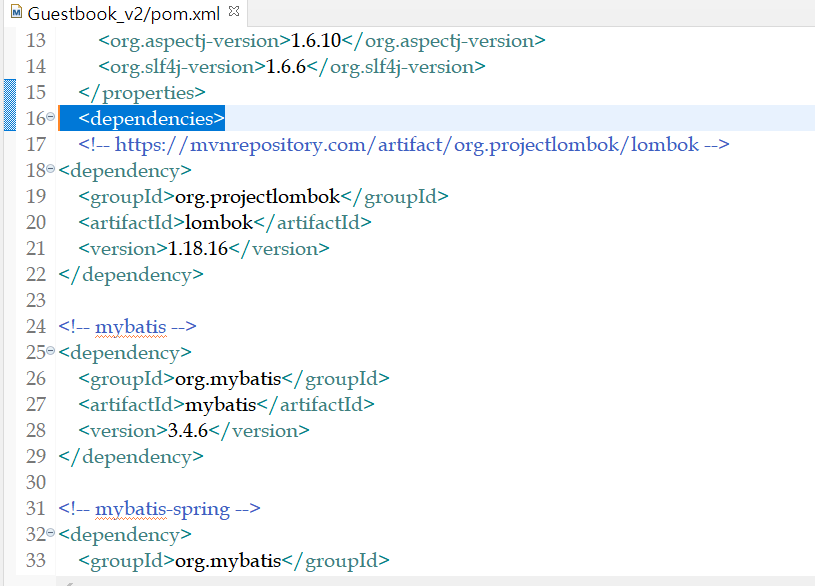 Guestbook_v2/pom.xml
13 <org.aspectj-version>1.6.10</org.aspectj-version>
14 <org.slf4j-version>1.6.6</org.slf4j-version>
15 </properties>
16 <dependencies>
17 <!-- https://mvnrepository.com/artifact/org.projectlombok/lombok -->
18 <dependency>
19 <groupId>org.projectlombok</groupId>
20 <artifactId>lombok</artifactId>
21 <version>1.18.16</version>
22 </dependency>
23
24 <!-- mybatis -->
25 <dependency>
26 <groupId>org.mybatis</groupId>
27 <artifactId>mybatis</artifactId>
28 <version>3.4.6</version>
29 </dependency>
30
31 <!-- mybatis-spring -->
32 <dependency>
33 <groupId>org.mybatis</groupId>